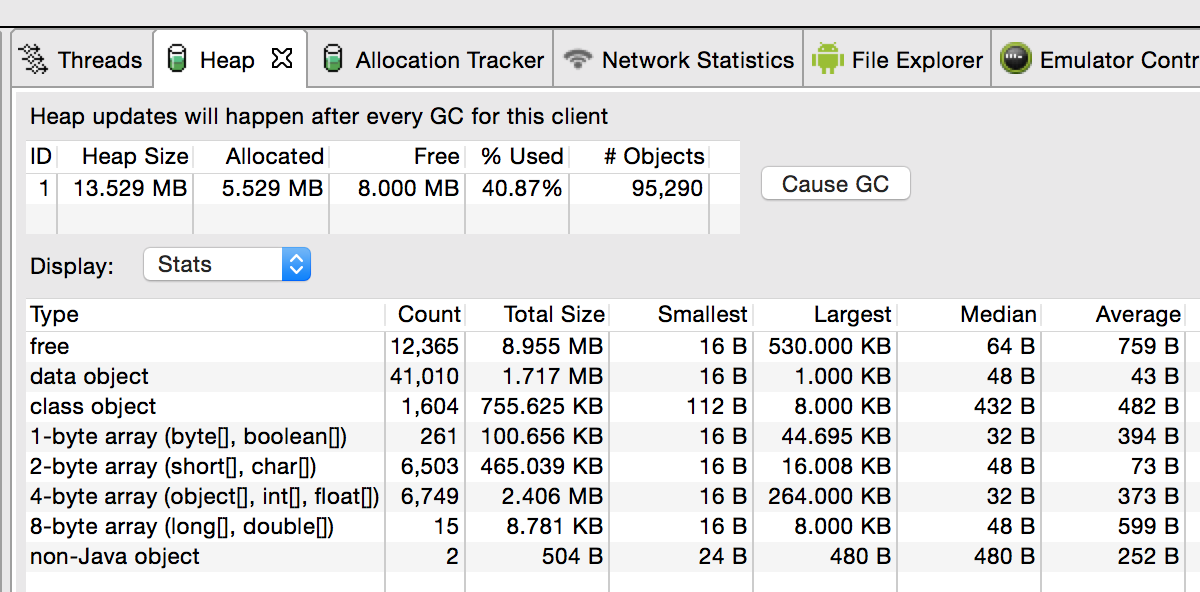 Threads Heap Allocation Tracker Network Statistics File Explorer Emulator Contr
Heap updates will happen after every GC for this client
ID Heap Size Allocated Free % Used # Objects
1 13.529 MB 5.529 MB 8.000 MB 40.87% 95,290
Cause GC
Display: Stats
Type Count Total Size Smallest Largest Median Average
free 12,365 8.955 MB 16 B 530.000 KB 64 B 759 B
data object 41,010 1.717 MB 16 B 1.000 KB 48 B 43 B
class object 1,604 755.625 KB 112 B 8.000 KB 432 B 482 B
1-byte array (byte[], boolean[]) 261 100.656 KB 16 B 44.695 KB 32 B 394 B
2-byte array (short[], char[]) 6,503 465.039 KB 16 B 16.008 KB 48 B 73 B
4-byte array (object[], int[], float[]) 6,749 2.406 MB 16 B 264.000 KB 32 B 373 B
8-byte array (long[], double[]) 15 8.781 KB 16 B 8.000 KB 48 B 599 B
non-Java object 2 504 B 24 B 480 B 480 B 252 B